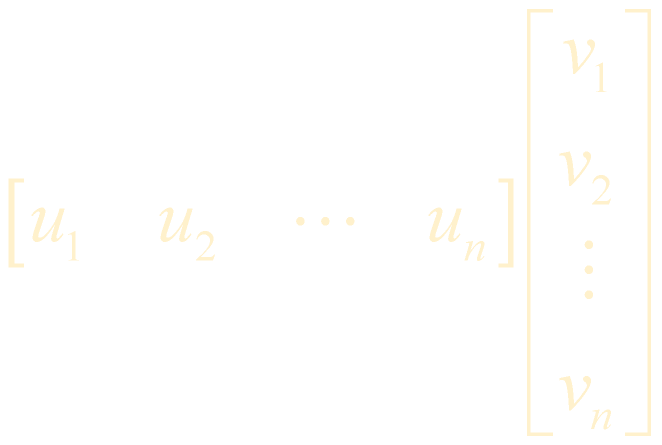 [u₁ u₂ ⋯ uₙ] [v₁
v₂
⋮
vₙ]